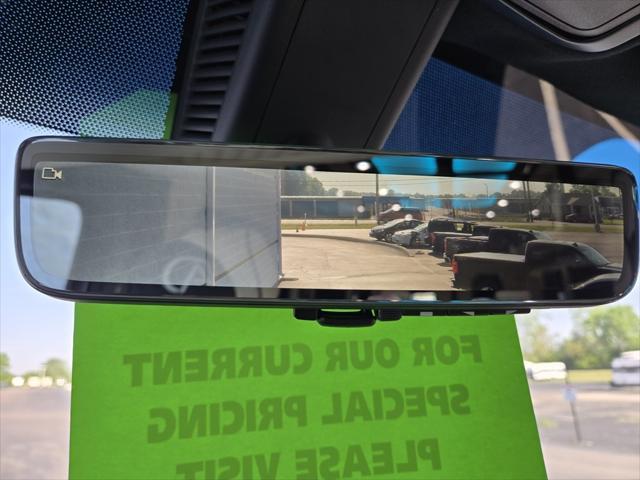 FOR OUR CURRENT
SPECIAL PRICING
PLEASE VISIT